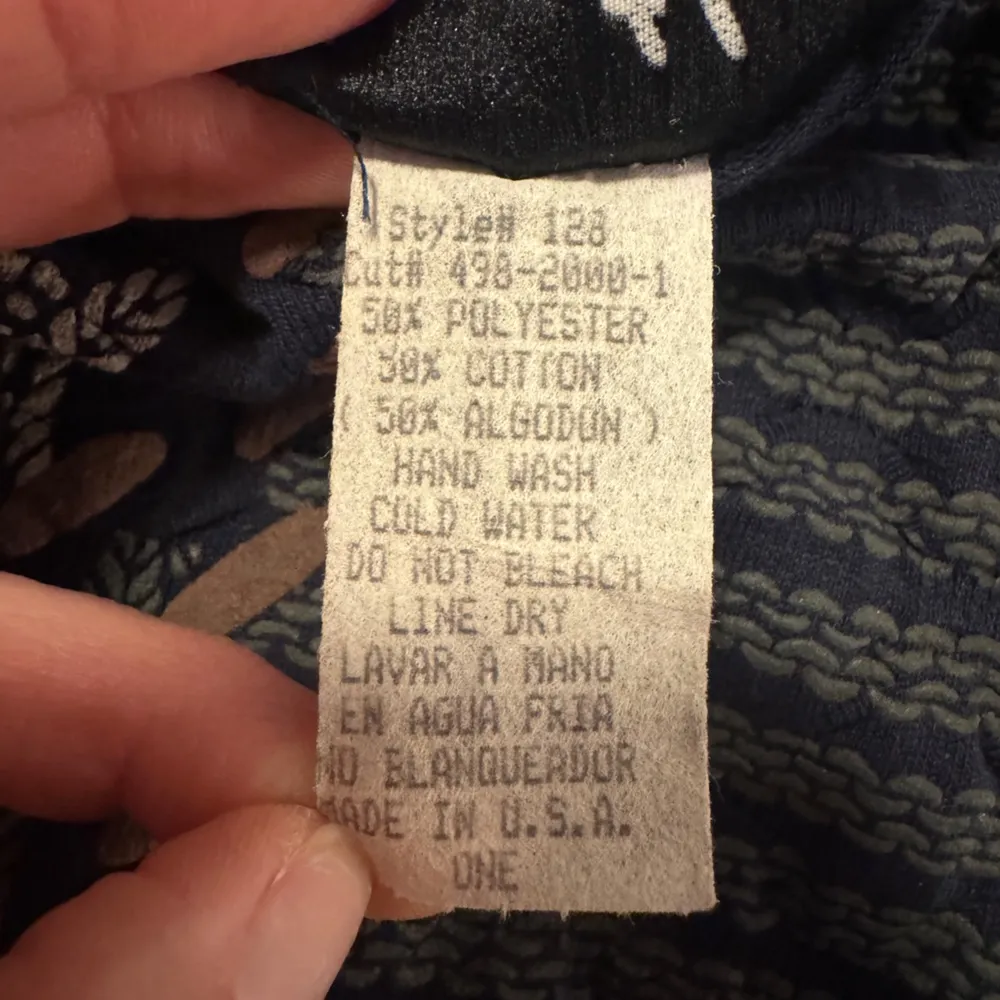 Style# 128
Cut# 498-2000-1
50% POLYESTER
50% COTTON
( 50% ALGODON )
HAND WASH
COLD WATER
DO NOT BLEACH
LINE DRY
LAVAR A MANO
EN AGUA FRIA
NO BLANQUEADOR
MADE IN U.S.A.
ONE